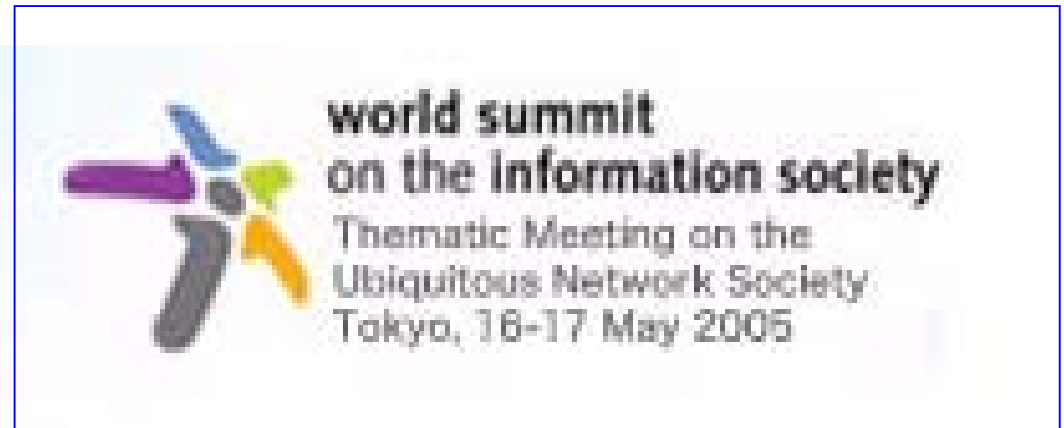 world summit
on the information society
Thematic Meeting on the
Ubiquitous Network Society
Tokyo, 16-17 May 2005